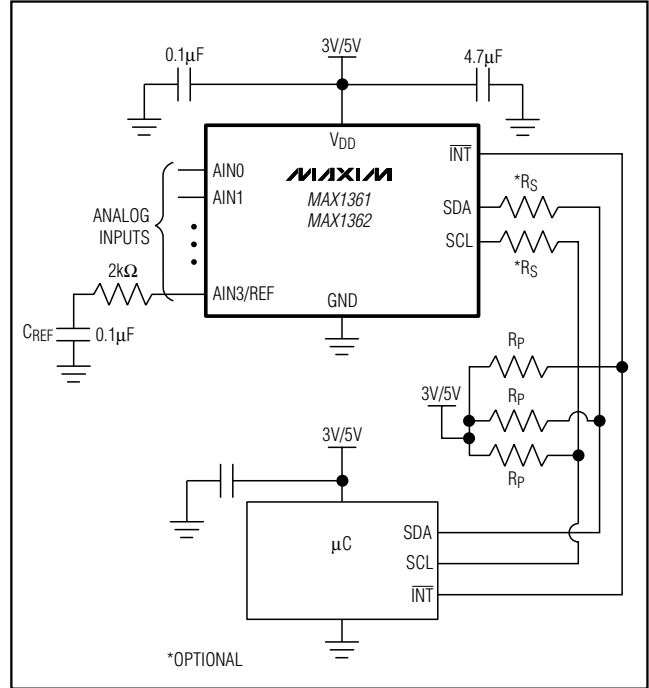 3V/5V
0.1μF
4.7μF
VDD
INT
AIN0
MAXIM
AIN1
MAX1361
MAX1362
SDA
*RS
ANALOG
INPUTS
SCL
*RS
2kΩ
AIN3/REF
GND
CREF
0.1μF
RP
3V/5V
RP
RP
3V/5V
μC
SDA
SCL
INT
*OPTIONAL